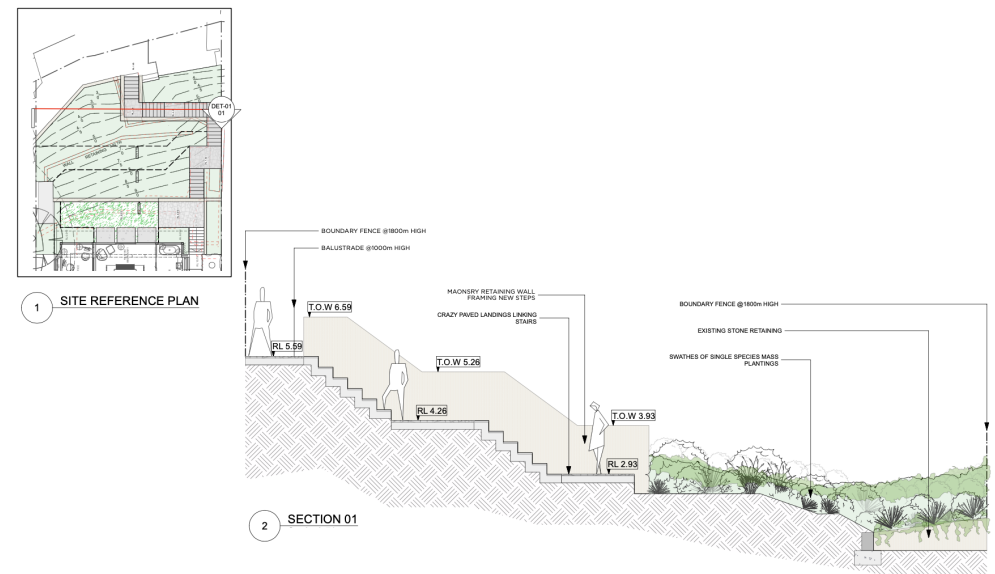 DET-01
01
WALL RETAINING
1
SITE REFERENCE PLAN
BOUNDARY FENCE @1800m HIGH
BALUSTRADE @1000m HIGH
T.O.W 6.59
RL 5.59
MAONSRY RETAINING WALL
FRAMING NEW STEPS
CRAZY PAVED LANDINGS LINKING
STAIRS
T.O.W 5.26
RL 4.26
T.O.W 3.93
RL 2.93
BOUNDARY FENCE @1800m HIGH
EXISTING STONE RETAINING
SWATHES OF SINGLE SPECIES MASS
PLANTINGS
2
SECTION 01